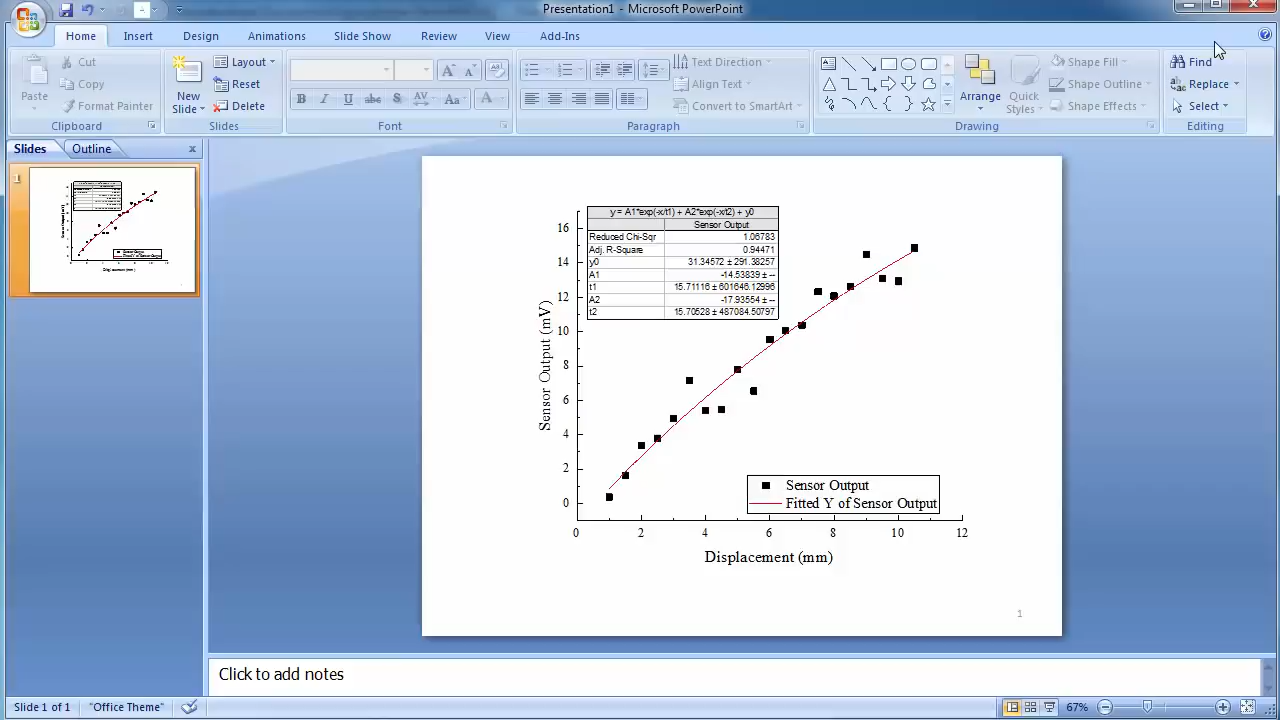 Presentation1 - Microsoft PowerPoint
Home Insert Design Animations Slide Show Review View Add-Ins
Paste
Cut
Copy
Format Painter
Clipboard
New
Slide
Layout
Reset
Delete
Slides
B I U abc S AV Aa A
Font
Text Direction
Align Text
Convert to SmartArt
Paragraph
Arrange
Quick
Styles
Shape Fill
Shape Outline
Shape Effects
Drawing
Find
Replace
Select
Editing
Slides Outline
1
y = A1*exp(-x/t1) + A2*exp(-x/t2) + y0
Sensor Output
Reduced Chi-Sqr 1.06783
Adj. R-Square 0.94471
y0 31.34572 ± 291.38257
A1 -14.53839 ± --
t1 15.71116 ± 601646.12996
A2 -17.93554 ± --
t2 15.70528 ± 487084.50797
16
14
12
10
8
6
4
2
0
Sensor Output (mV)
Sensor Output
Fitted Y of Sensor Output
0 2 4 6 8 10 12
Displacement (mm)
1
Click to add notes
Slide 1 of 1 "Office Theme" 67%